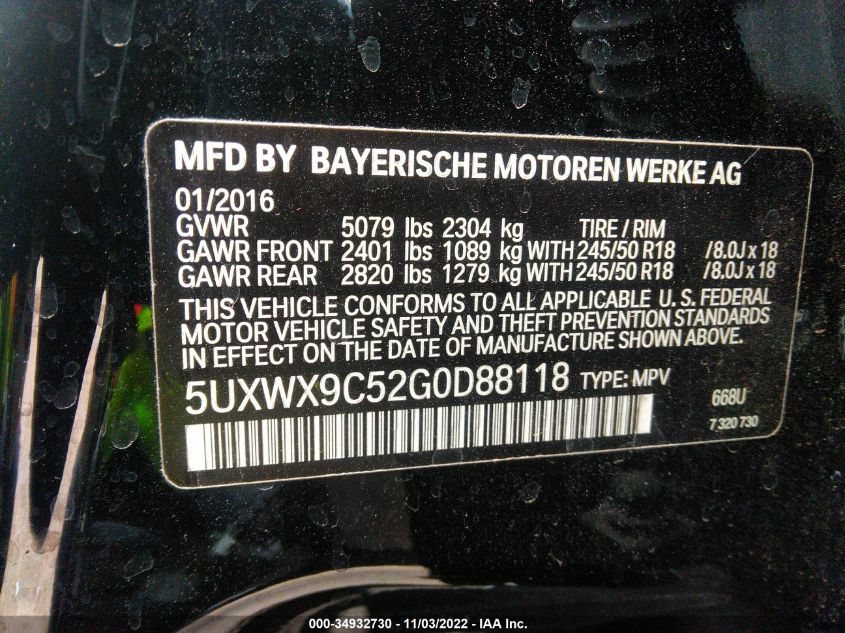 MFD BY BAYERISCHE MOTOREN WERKE AG
01/2016
GVWR 5079 lbs 2304 kg TIRE / RIM
GAWR FRONT 2401 lbs 1089 kg WITH 245/50 R18 /8.0J x 18
GAWR REAR 2820 lbs 1279 kg WITH 245/50 R18 /8.0J x 18
THIS VEHICLE CONFORMS TO ALL APPLICABLE U.S. FEDERAL
MOTOR VEHICLE SAFETY AND THEFT PREVENTION STANDARDS
IN EFFECT ON THE DATE OF MANUFACTURE SHOWN ABOVE.
5UXWX9C52G0D88118 TYPE: MPV 668U
7 320 730
000-34932730 - 11/03/2022 - IAA Inc.